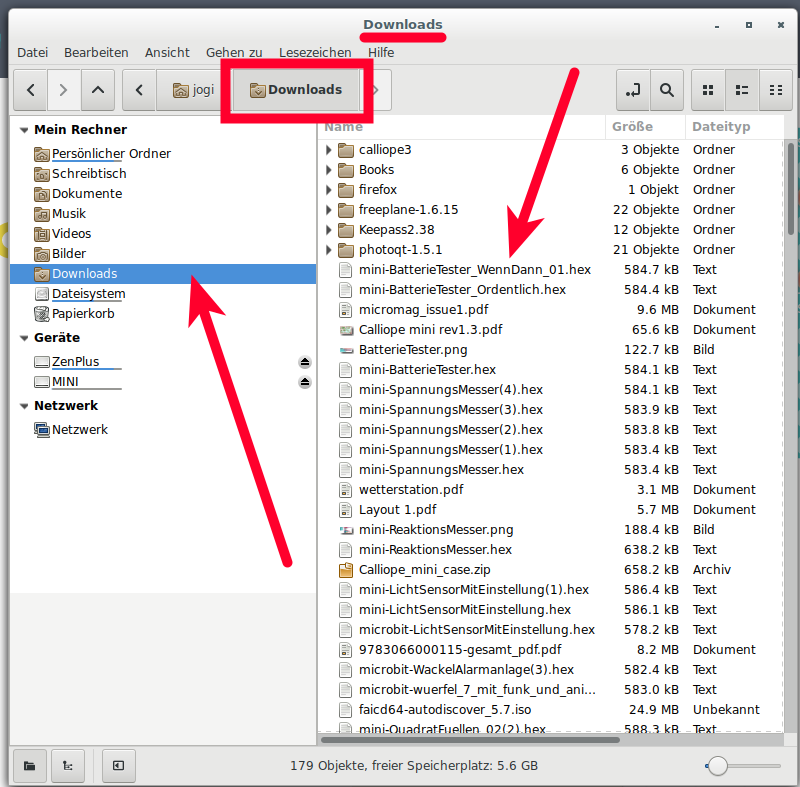 Downloads
Datei Bearbeiten Ansicht Gehen zu Lesezeichen Hilfe
jogi Downloads
Mein Rechner
Persönlicher Ordner
Schreibtisch
Dokumente
Musik
Videos
Bilder
Downloads
Dateisystem
Papierkorb
Geräte
ZenPlus
MINI
Netzwerk
Netzwerk
Name Größe Dateityp
calliope3 3 Objekte Ordner
Books 6 Objekte Ordner
firefox 1 Objekt Ordner
freeplane-1.6.15 22 Objekte Ordner
Keepass2.38 12 Objekte Ordner
photoqt-1.5.1 21 Objekte Ordner
mini-BatterieTester_WennDann_01.hex 584.7 kB Text
mini-BatterieTester_Ordentlich.hex 584.4 kB Text
micromag_issue1.pdf 9.6 MB Dokument
Calliope mini rev1.3.pdf 65.6 kB Dokument
BatterieTester.png 122.7 kB Bild
mini-BatterieTester.hex 584.1 kB Text
mini-SpannungsMesser(4).hex 584.1 kB Text
mini-SpannungsMesser(3).hex 583.9 kB Text
mini-SpannungsMesser(2).hex 583.8 kB Text
mini-SpannungsMesser(1).hex 583.4 kB Text
mini-SpannungsMesser.hex 583.4 kB Text
wetterstation.pdf 3.1 MB Dokument
Layout 1.pdf 5.7 MB Dokument
mini-ReaktionsMesser.png 188.4 kB Bild
mini-ReaktionsMesser.hex 638.2 kB Text
Calliope_mini_case.zip 658.2 kB Archiv
mini-LichtSensorMitEinstellung(1).hex 586.4 kB Text
mini-LichtSensorMitEinstellung.hex 586.1 kB Text
microbit-LichtSensorMitEinstellung.hex 578.2 kB Text
9783066000115-gesamt_pdf.pdf 8.2 MB Dokument
microbit-WackelAlarmanlage(3).hex 582.4 kB Text
microbit-wuerfel_7_mit_funk_und_ani... 583.0 kB Text
faicd64-autodiscover_5.7.iso 24.9 MB Unbekannt
mini-QuadratFuellen_02(2).hex 588.3 kB Text
179 Objekte, freier Speicherplatz: 5.6 GB